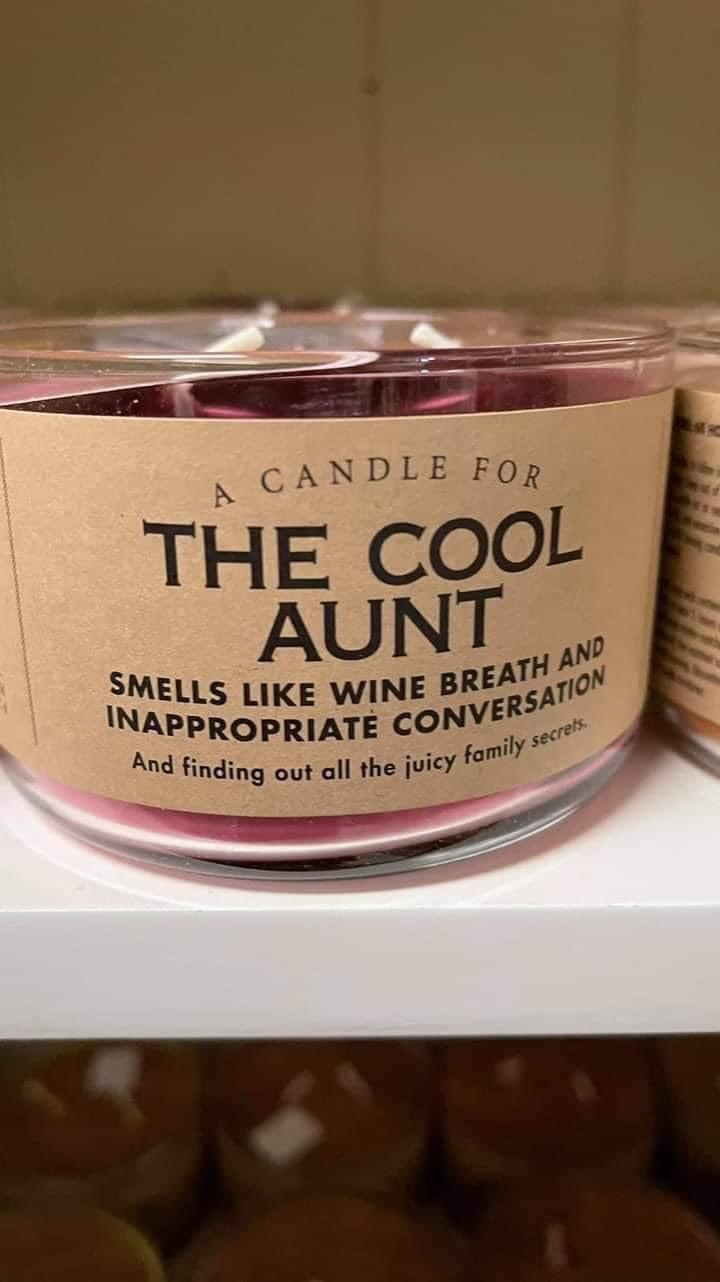 A CANDLE FOR
THE COOL
AUNT
SMELLS LIKE WINE BREATH AND
INAPPROPRIATE CONVERSATION
And finding out all the juicy family secrets.